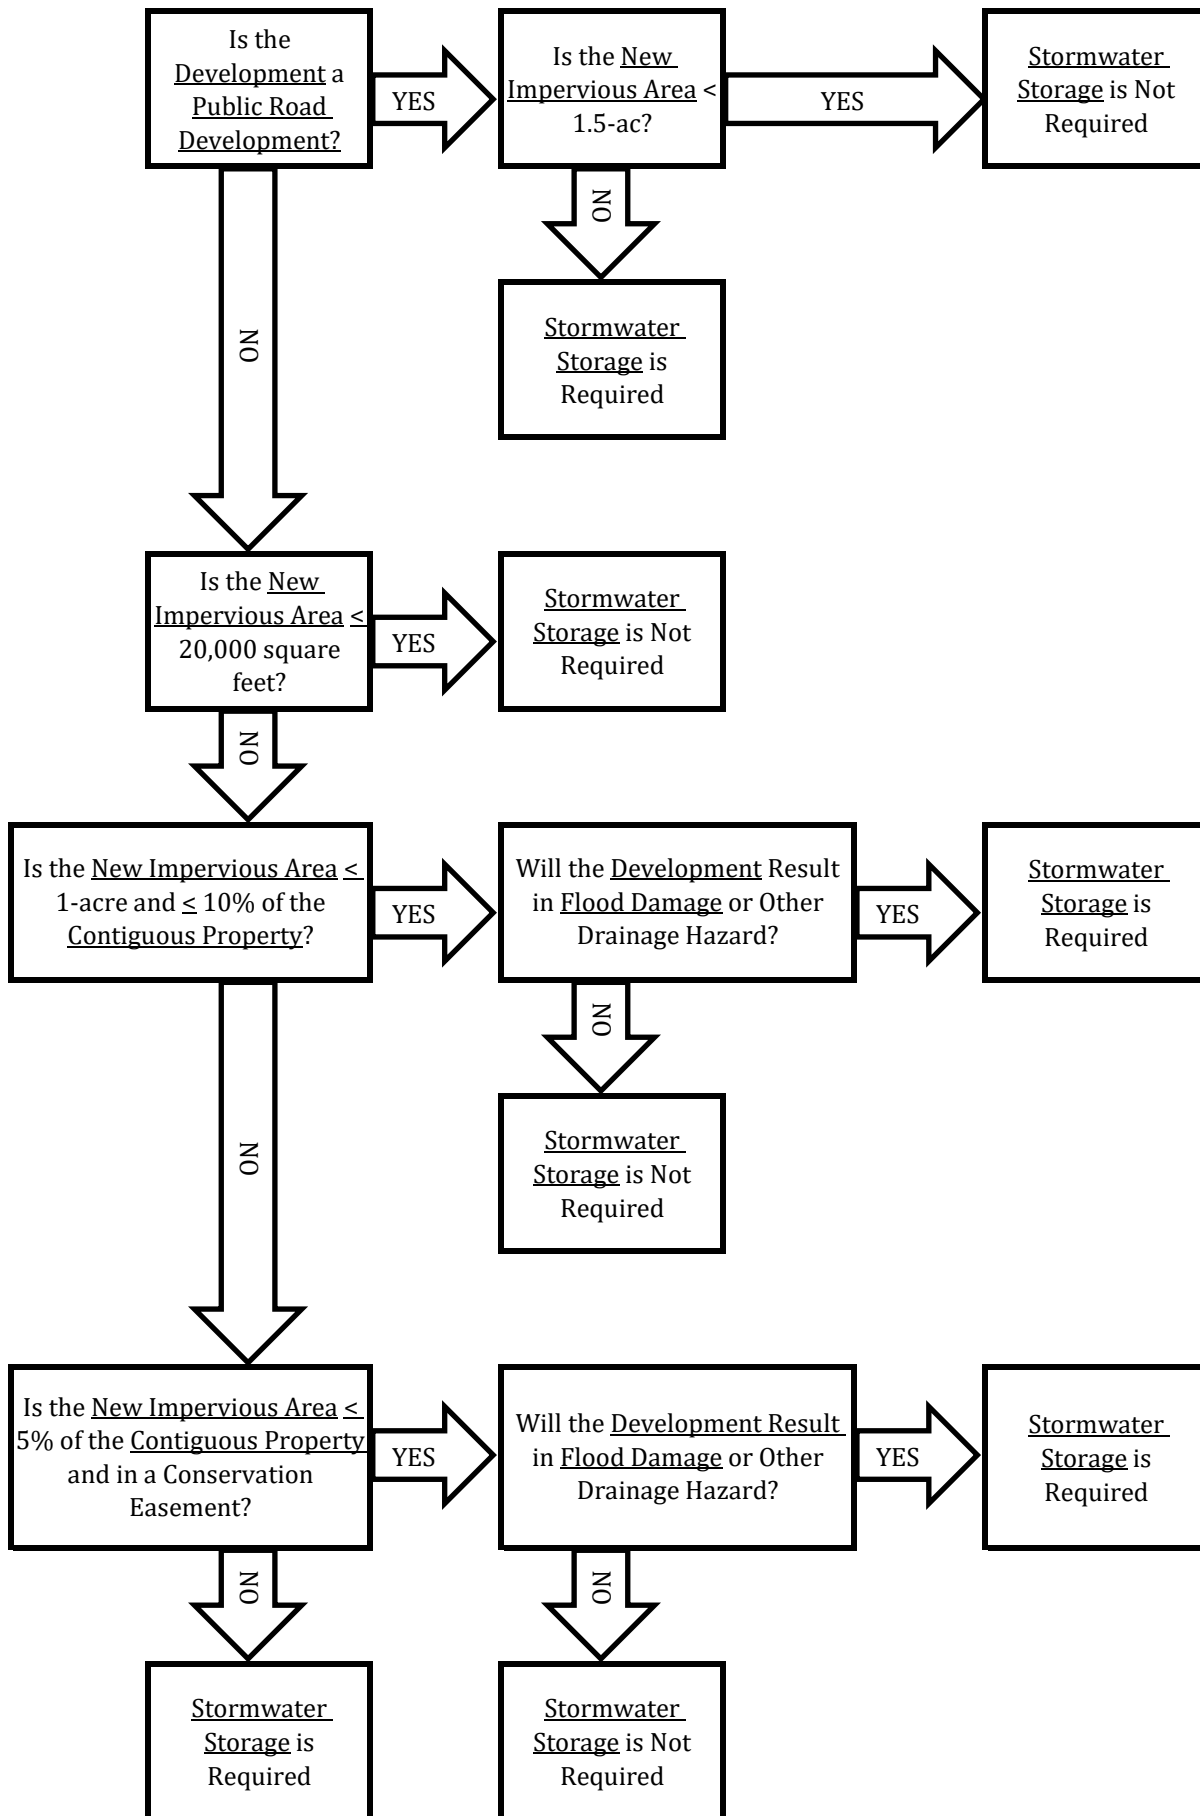 Is the
Development a
Public Road
Development?
YES
Is the New
Impervious Area <
1.5-ac?
YES
Stormwater
Storage is Not
Required
NO
Stormwater
Storage is
Required
NO
Is the New
Impervious Area <
20,000 square
feet?
YES
Stormwater
Storage is Not
Required
NO
Is the New Impervious Area <
1-acre and < 10% of the
Contiguous Property?
YES
Will the Development Result
in Flood Damage or Other
Drainage Hazard?
YES
Stormwater
Storage is
Required
NO
Stormwater
Storage is Not
Required
NO
Is the New Impervious Area <
5% of the Contiguous Property
and in a Conservation
Easement?
YES
Will the Development Result
in Flood Damage or Other
Drainage Hazard?
YES
Stormwater
Storage is
Required
NO
Stormwater
Storage is
Required
NO
Stormwater
Storage is Not
Required